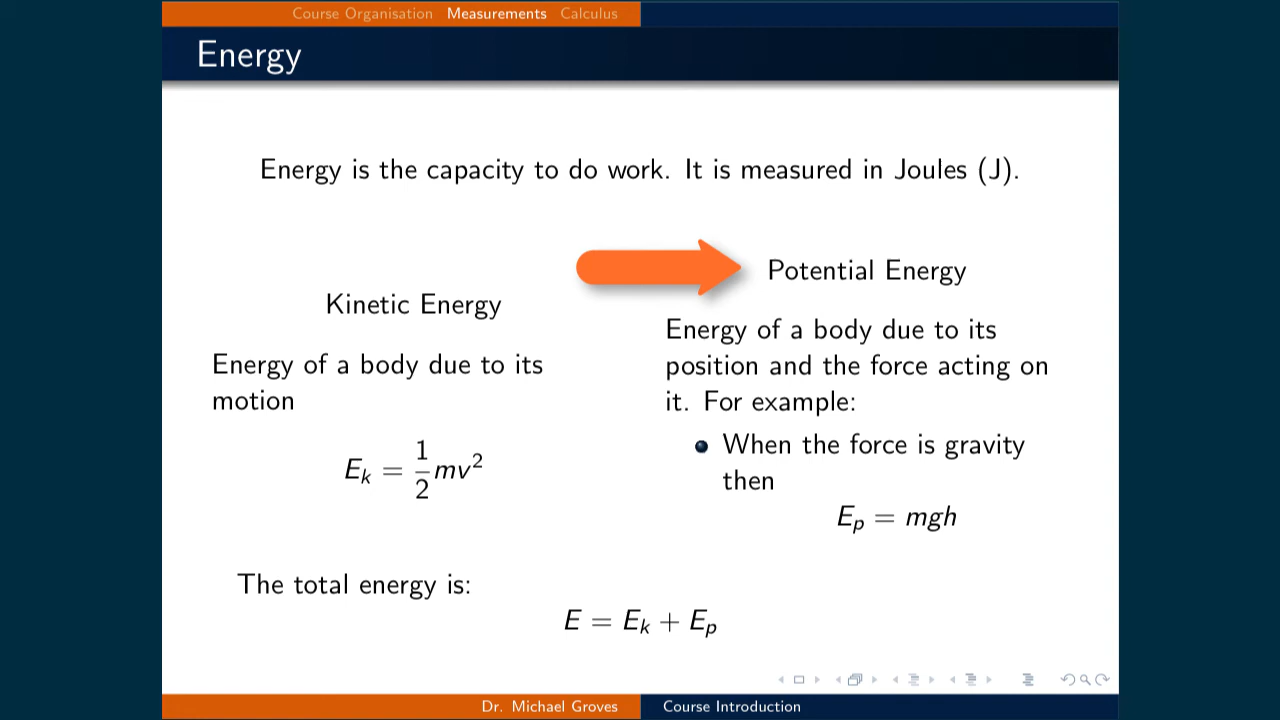 Course Organisation Measurements Calculus
Energy
Energy is the capacity to do work. It is measured in Joules (J).
Kinetic Energy
Energy of a body due to its
motion
E_k = \frac{1}{2}mv^2
Potential Energy
Energy of a body due to its
position and the force acting on
it. For example:
• When the force is gravity
then
E_p = mgh
The total energy is:
E = E_k + E_p
Dr. Michael Groves Course Introduction